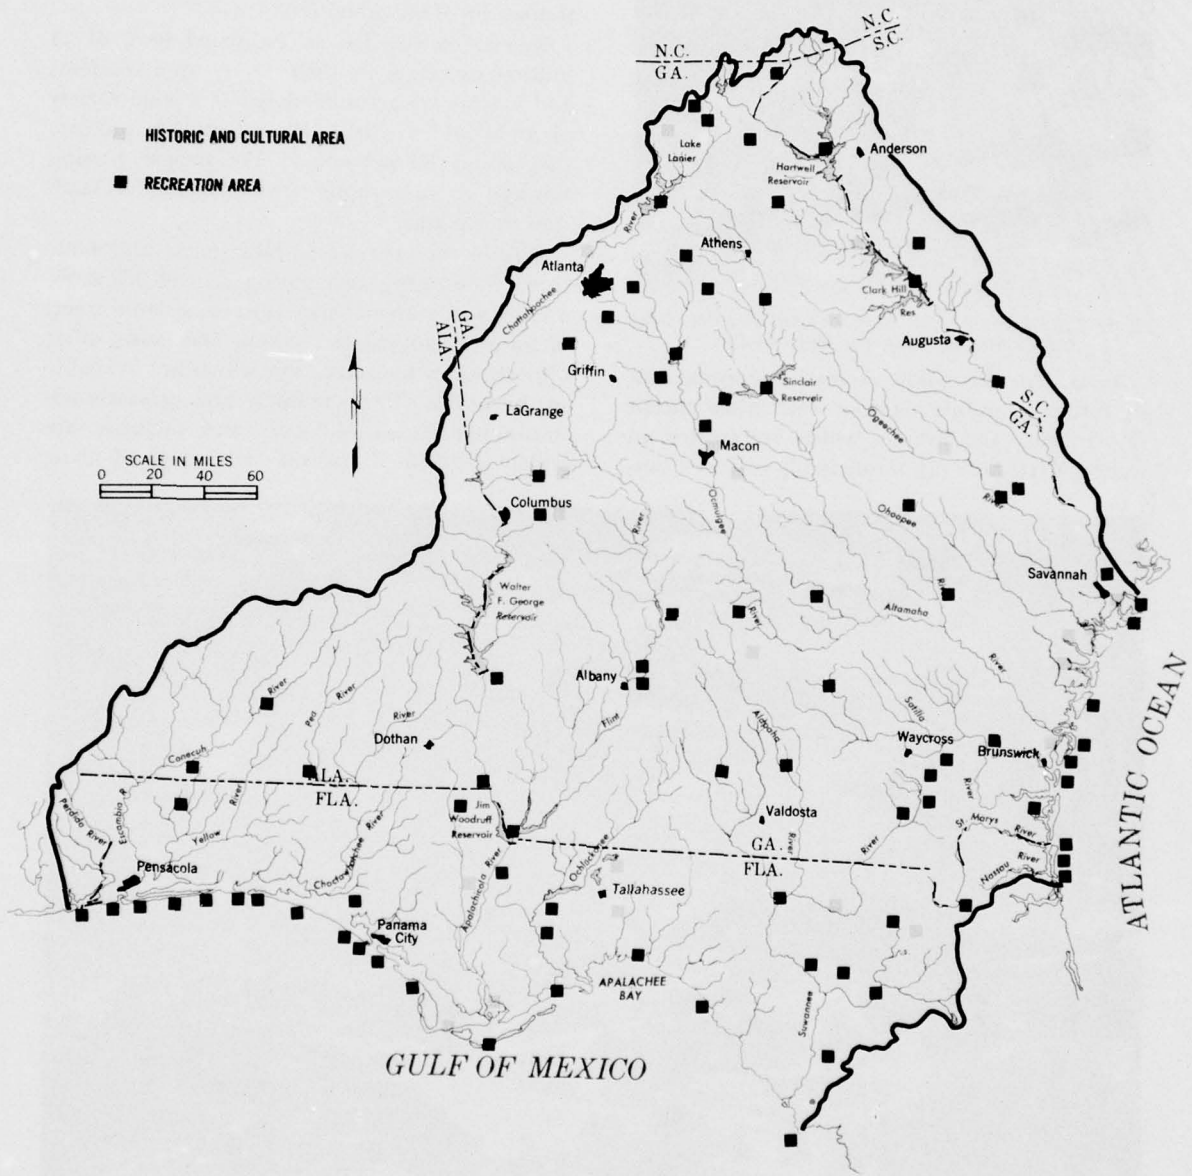 N.C.
S.C.
N.C.
GA.
HISTORIC AND CULTURAL AREA
RECREATION AREA
Lake
Lanier
Hartwell
Reservoir
Anderson
River
Athens
Atlanta
Chattahoochee
Clark Hill
Res
Augusta
GA.
ALA.
Griffin
Sinclair
Reservoir
S.C.
GA.
LaGrange
Ogeechee
Macon
SCALE IN MILES
0 20 40 60
Columbus
River
Ocmulgee
Ohoopee
River
Savannah
Walter
F. George
Reservoir
River
Altamaha
River
Albany
River
Flint
Alapaha
Satilla
River
Pea
River
River
Conecuh
River
Dothan
Waycross
Brunswick
ATLANTIC OCEAN
ALA.
FLA.
Perdido River
Escambia R
Yellow
Choctawhatchee
River
Jim
Woodruff
Reservoir
Valdosta
River
GA.
FLA.
River
River
St. Marys
River
Nassau
River
Pensacola
Apalachicola
River
Ochlockonee
Tallahassee
Panama
City
APALACHEE
BAY
Suwannee
GULF OF MEXICO